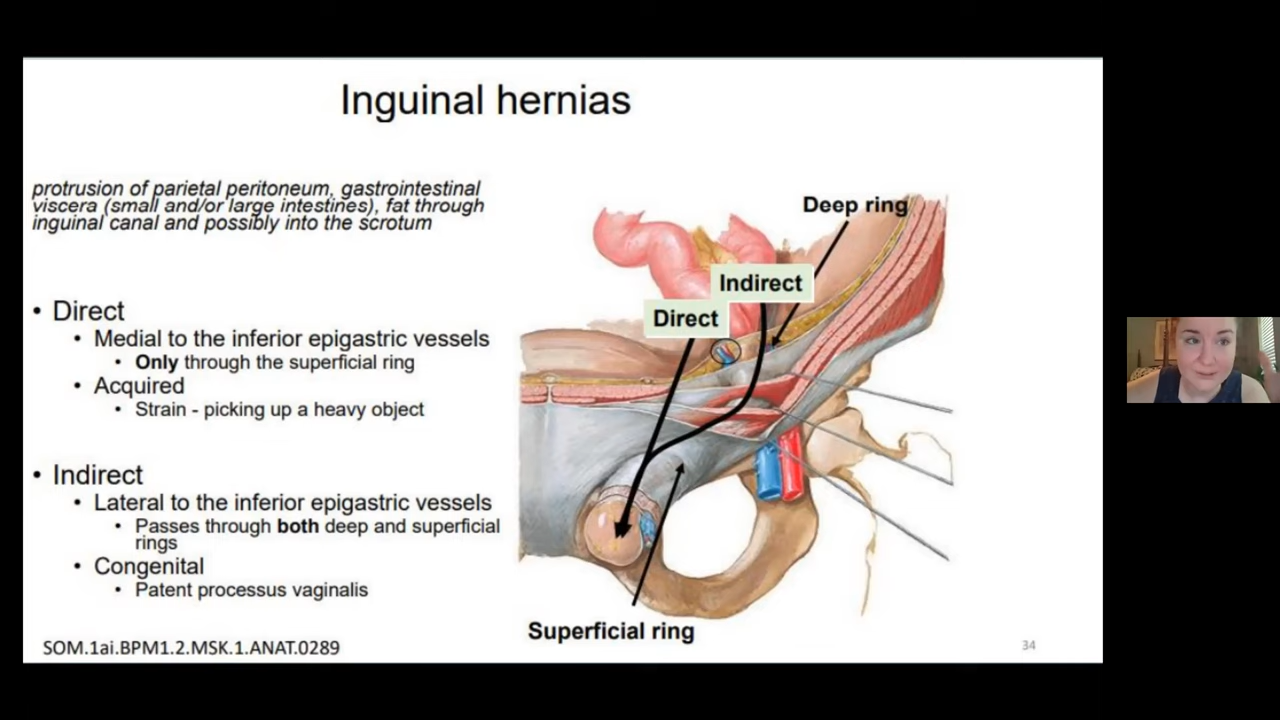 Inguinal hernias
protrusion of parietal peritoneum, gastrointestinal
viscera (small and/or large intestines), fat through
inguinal canal and possibly into the scrotum
• Direct
• Medial to the inferior epigastric vessels
• Only through the superficial ring
• Acquired
• Strain - picking up a heavy object
• Indirect
• Lateral to the inferior epigastric vessels
• Passes through both deep and superficial
rings
• Congenital
• Patent processus vaginalis
Deep ring
Indirect
Direct
Superficial ring
SOM.1ai.BPM1.2.MSK.1.ANAT.0289
34